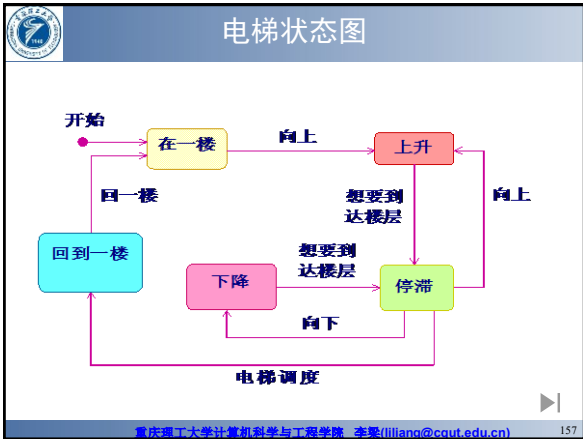 电梯状态图
开始
在一楼
向上
上升
回一楼
想要到
达楼层
向上
回到一楼
想要到
达楼层
下降
停滞
向下
电梯调度
重庆理工大学计算机科学与工程学院 李梁(liliang@cqut.edu.cn)
157